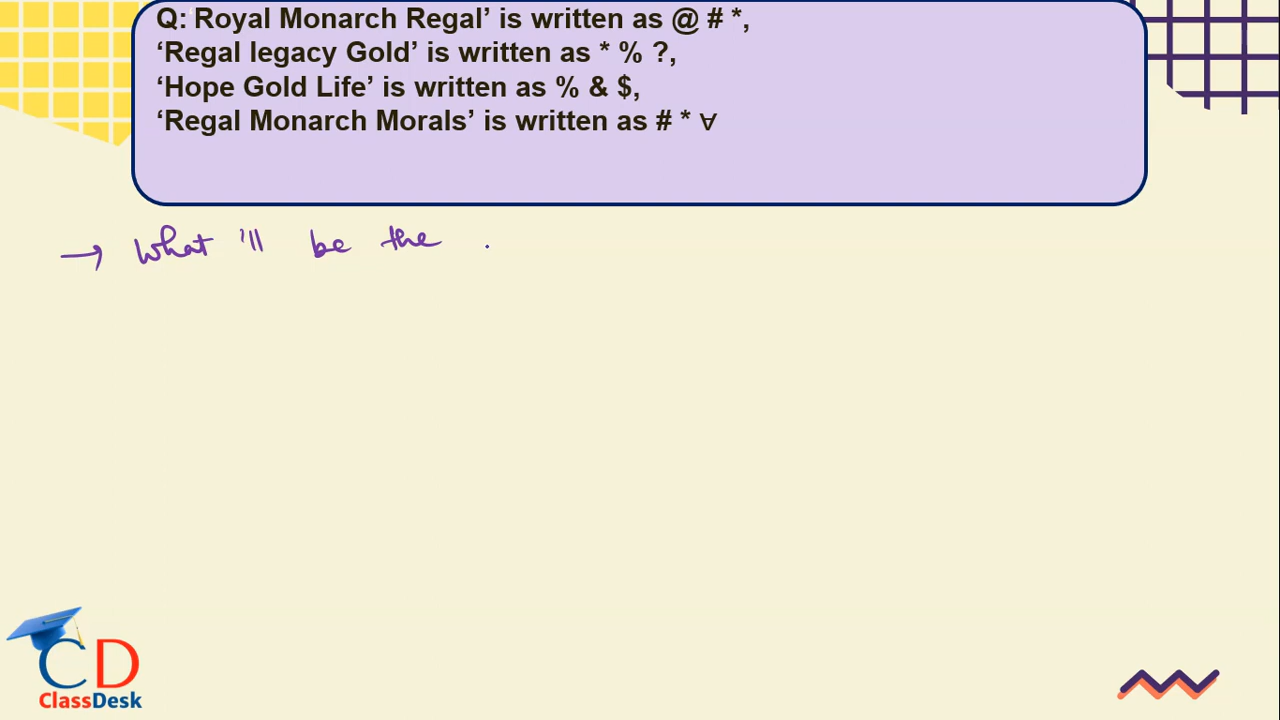 Q: ‘Royal Monarch Regal’ is written as @ # *,
‘Regal legacy Gold’ is written as * % ?,
‘Hope Gold Life’ is written as % & $,
‘Regal Monarch Morals’ is written as # * ∀
→ What 'll be the .
CD
ClassDesk